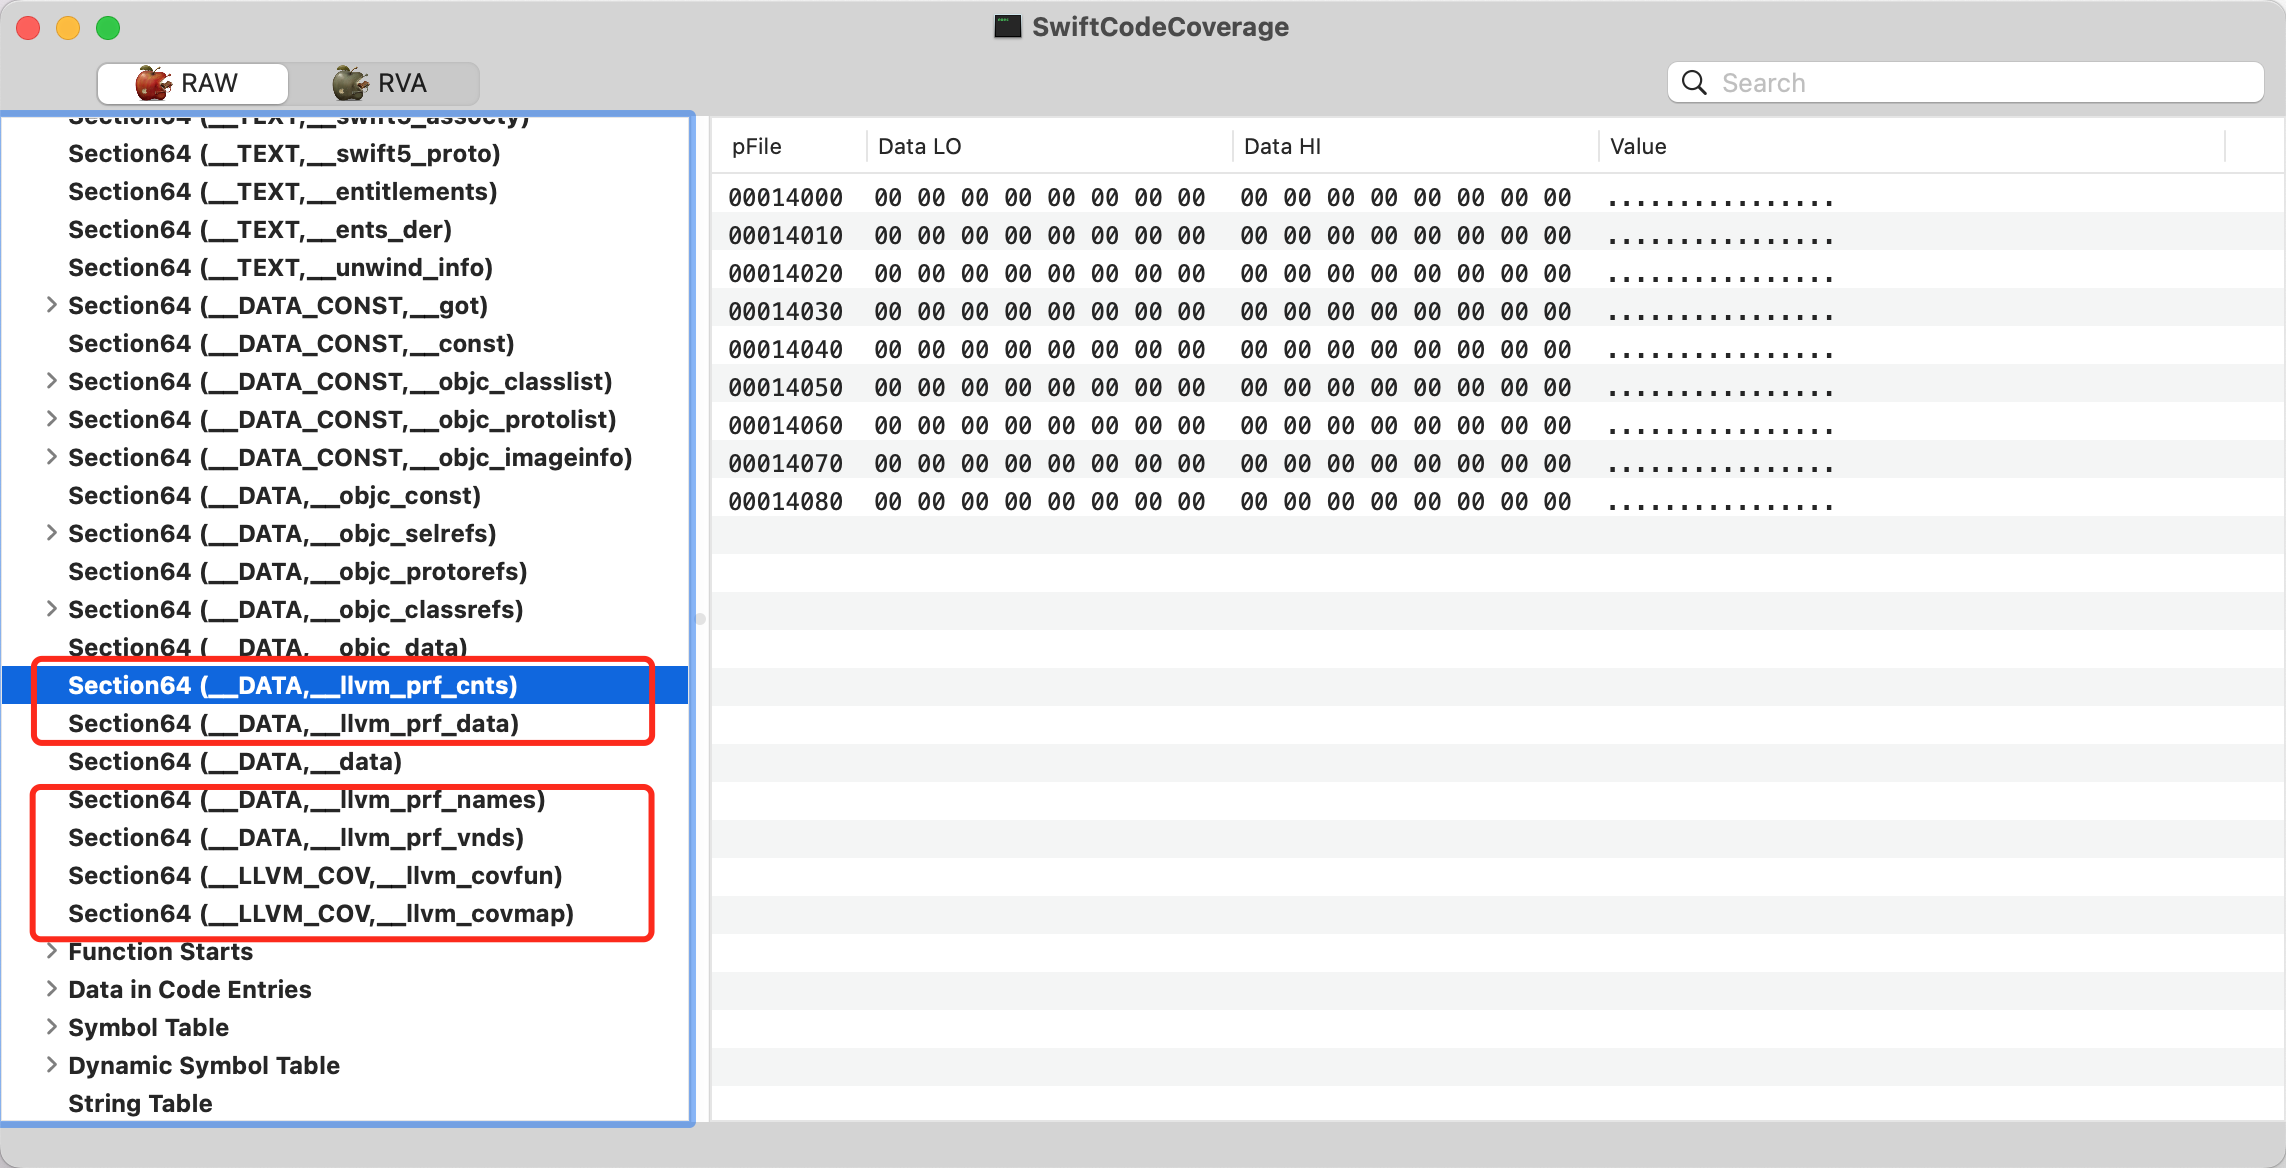 SwiftCodeCoverage
RAW
RVA
Search
Section64 (__TEXT,__swift5_assocty)
Section64 (__TEXT,__swift5_proto)
Section64 (__TEXT,__entitlements)
Section64 (__TEXT,__ents_der)
Section64 (__TEXT,__unwind_info)
Section64 (__DATA_CONST,__got)
Section64 (__DATA_CONST,__const)
Section64 (__DATA_CONST,__objc_classlist)
Section64 (__DATA_CONST,__objc_protolist)
Section64 (__DATA_CONST,__objc_imageinfo)
Section64 (__DATA,__objc_const)
Section64 (__DATA,__objc_selrefs)
Section64 (__DATA,__objc_protorefs)
Section64 (__DATA,__objc_classrefs)
Section64 (__DATA,__objc_data)
Section64 (__DATA,__llvm_prf_cnts)
Section64 (__DATA,__llvm_prf_data)
Section64 (__DATA,__data)
Section64 (__DATA,__llvm_prf_names)
Section64 (__DATA,__llvm_prf_vnds)
Section64 (__LLVM_COV,__llvm_covfun)
Section64 (__LLVM_COV,__llvm_covmap)
Function Starts
Data in Code Entries
Symbol Table
Dynamic Symbol Table
String Table
pFile Data LO Data HI Value
00014000 00 00 00 00 00 00 00 00 00 00 00 00 00 00 00 00 ................
00014010 00 00 00 00 00 00 00 00 00 00 00 00 00 00 00 00 ................
00014020 00 00 00 00 00 00 00 00 00 00 00 00 00 00 00 00 ................
00014030 00 00 00 00 00 00 00 00 00 00 00 00 00 00 00 00 ................
00014040 00 00 00 00 00 00 00 00 00 00 00 00 00 00 00 00 ................
00014050 00 00 00 00 00 00 00 00 00 00 00 00 00 00 00 00 ................
00014060 00 00 00 00 00 00 00 00 00 00 00 00 00 00 00 00 ................
00014070 00 00 00 00 00 00 00 00 00 00 00 00 00 00 00 00 ................
00014080 00 00 00 00 00 00 00 00 00 00 00 00 00 00 00 00 ................